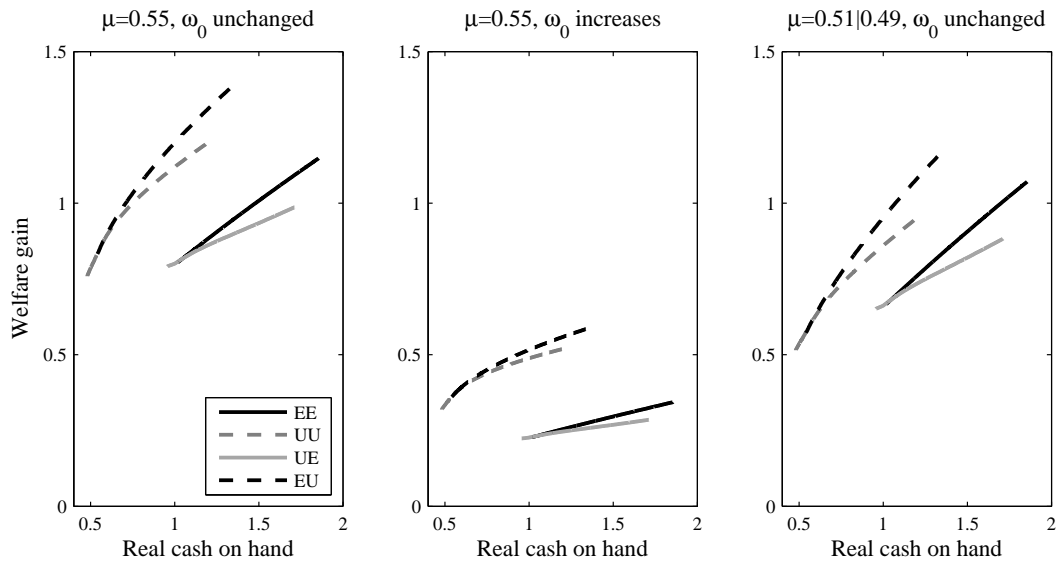 μ=0.55, ω₀ unchanged
1.5
1
0.5
0
0.5 1 1.5 2
Welfare gain
Real cash on hand
EE
UU
UE
EU
μ=0.55, ω₀ increases
1.5
1
0.5
0
0.5 1 1.5 2
Real cash on hand
μ=0.51|0.49, ω₀ unchanged
1.5
1
0.5
0
0.5 1 1.5 2
Real cash on hand